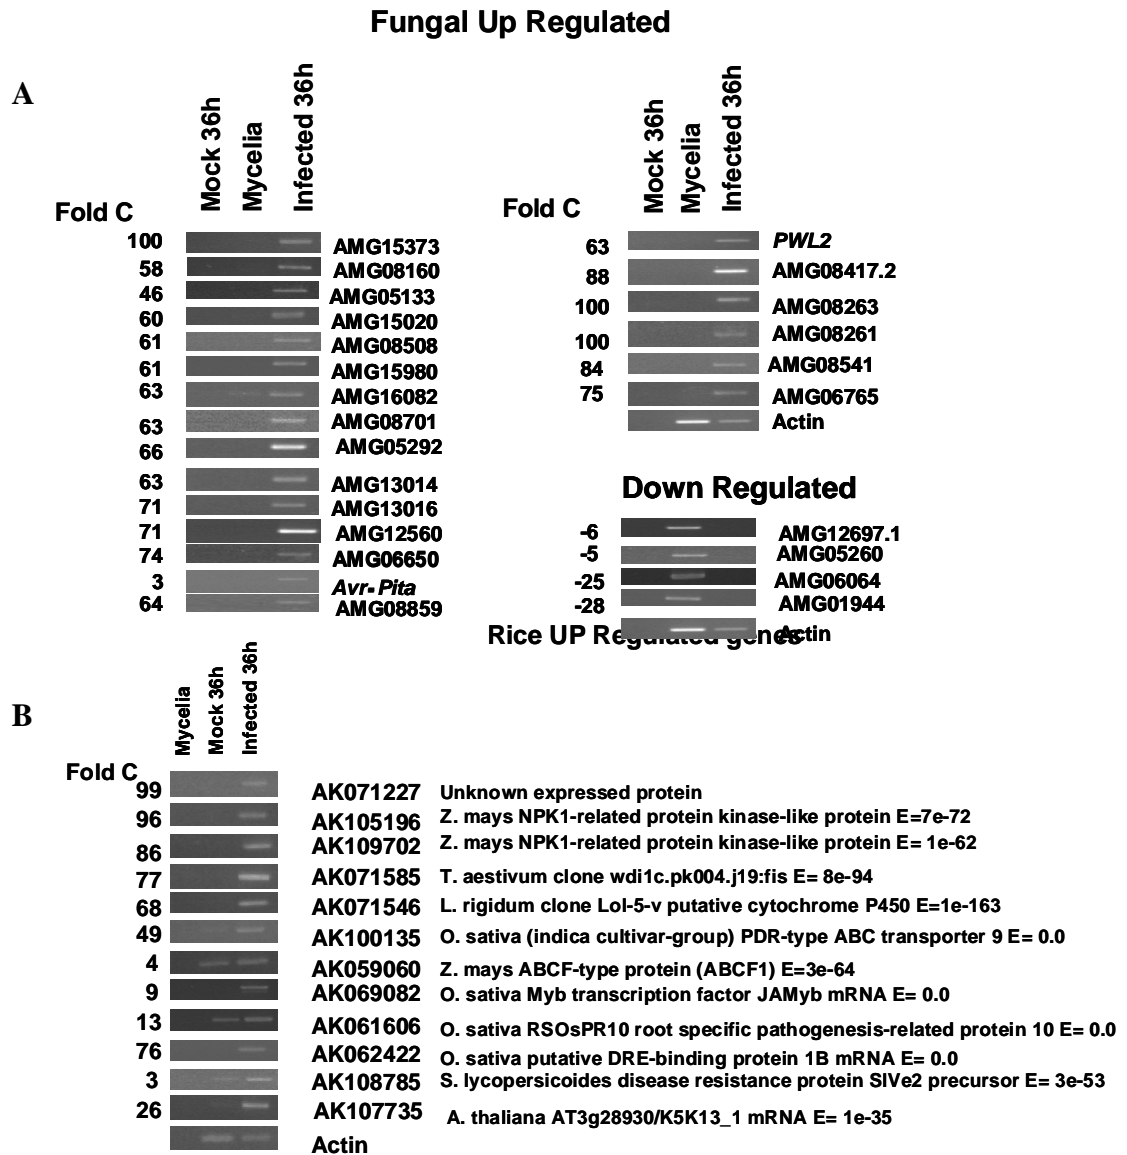 Fungal Up Regulated
A
Mock 36h
Mycelia
Infected 36h
Fold C
100 AMG15373
58 AMG08160
46 AMG05133
60 AMG15020
61 AMG08508
61 AMG15980
63 AMG16082
63 AMG08701
66 AMG05292
63 AMG13014
71 AMG13016
71 AMG12560
74 AMG06650
3 Avr-Pita
64 AMG08859
Mock 36h
Mycelia
Infected 36h
Fold C
63 PWL2
88 AMG08417.2
100 AMG08263
100 AMG08261
84 AMG08541
75 AMG06765
Actin
Down Regulated
-6 AMG12697.1
-5 AMG05260
-25 AMG06064
-28 AMG01944
Actin
Rice UP Regulated genes
B
Mycelia
Mock 36h
Infected 36h
Fold C
99 AK071227 Unknown expressed protein
96 AK105196 Z. mays NPK1-related protein kinase-like protein E=7e-72
86 AK109702 Z. mays NPK1-related protein kinase-like protein E= 1e-62
77 AK071585 T. aestivum clone wdi1c.pk004.j19:fis E= 8e-94
68 AK071546 L. rigidum clone Lol-5-v putative cytochrome P450 E=1e-163
49 AK100135 O. sativa (indica cultivar-group) PDR-type ABC transporter 9 E= 0.0
4 AK059060 Z. mays ABCF-type protein (ABCF1) E=3e-64
9 AK069082 O. sativa Myb transcription factor JAMyb mRNA E= 0.0
13 AK061606 O. sativa RSOsPR10 root specific pathogenesis-related protein 10 E= 0.0
76 AK062422 O. sativa putative DRE-binding protein 1B mRNA E= 0.0
3 AK108785 S. lycopersicoides disease resistance protein SlVe2 precursor E= 3e-53
26 AK107735 A. thaliana AT3g28930/K5K13_1 mRNA E= 1e-35
Actin